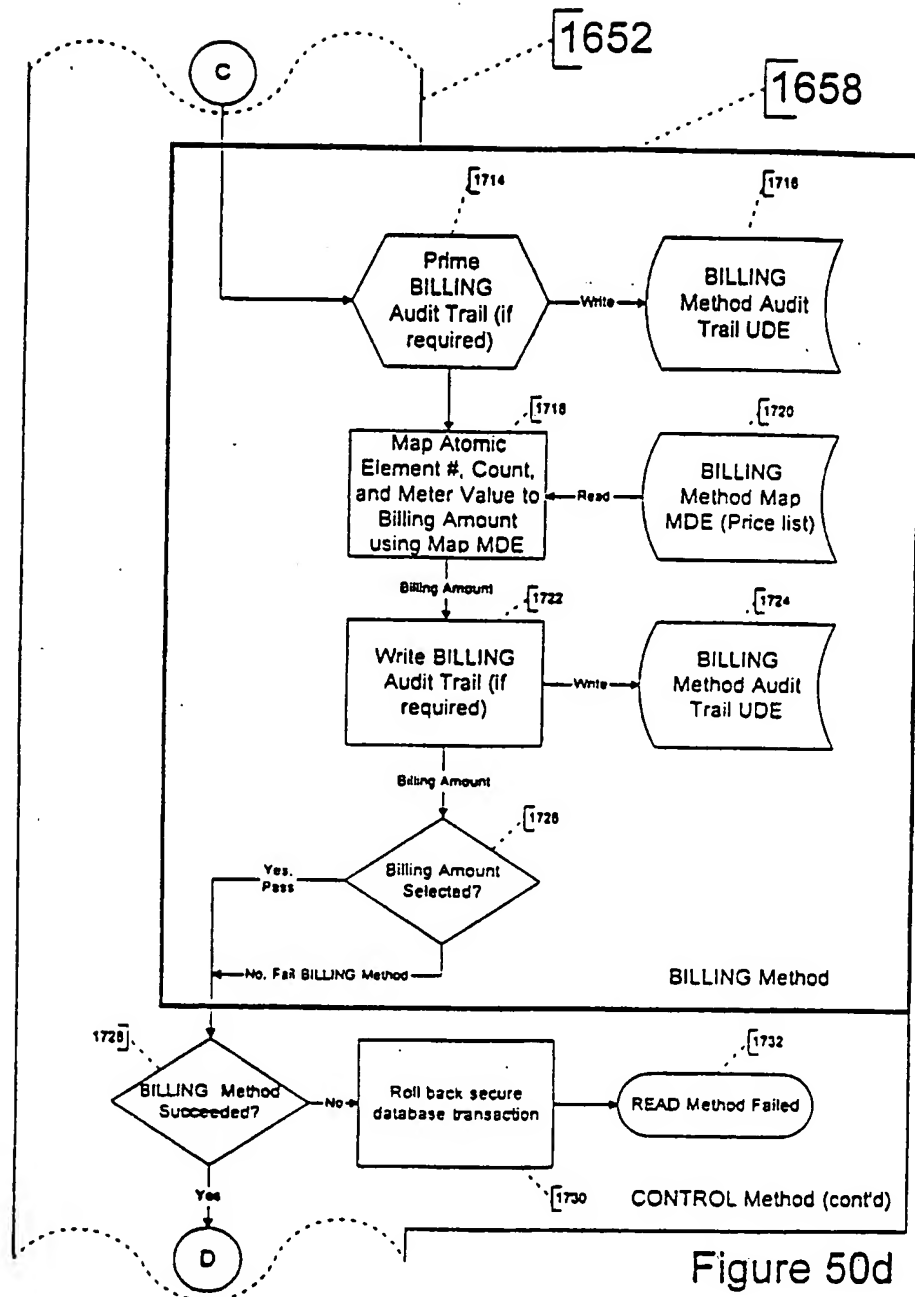 1652
C
1658
1714
1716
Prime
BILLING
Audit Trail (if
required)
Write
BILLING
Method Audit
Trail UDE
1718
1720
Map Atomic
Element #, Count,
and Meter Value to
Billing Amount
using Map MDE
Read
BILLING
Method Map
MDE (Price list)
Billing Amount
1722
1724
Write BILLING
Audit Trail (if
required)
Write
BILLING
Method Audit
Trail UDE
Billing Amount
1726
Yes,
Pass
Billing Amount
Selected?
No, Fail BILLING Method
BILLING Method
1728
1732
BILLING Method
Succeeded?
No
Roll back secure
database transaction
READ Method Failed
Yes
1730
CONTROL Method (cont'd)
D
Figure 50d